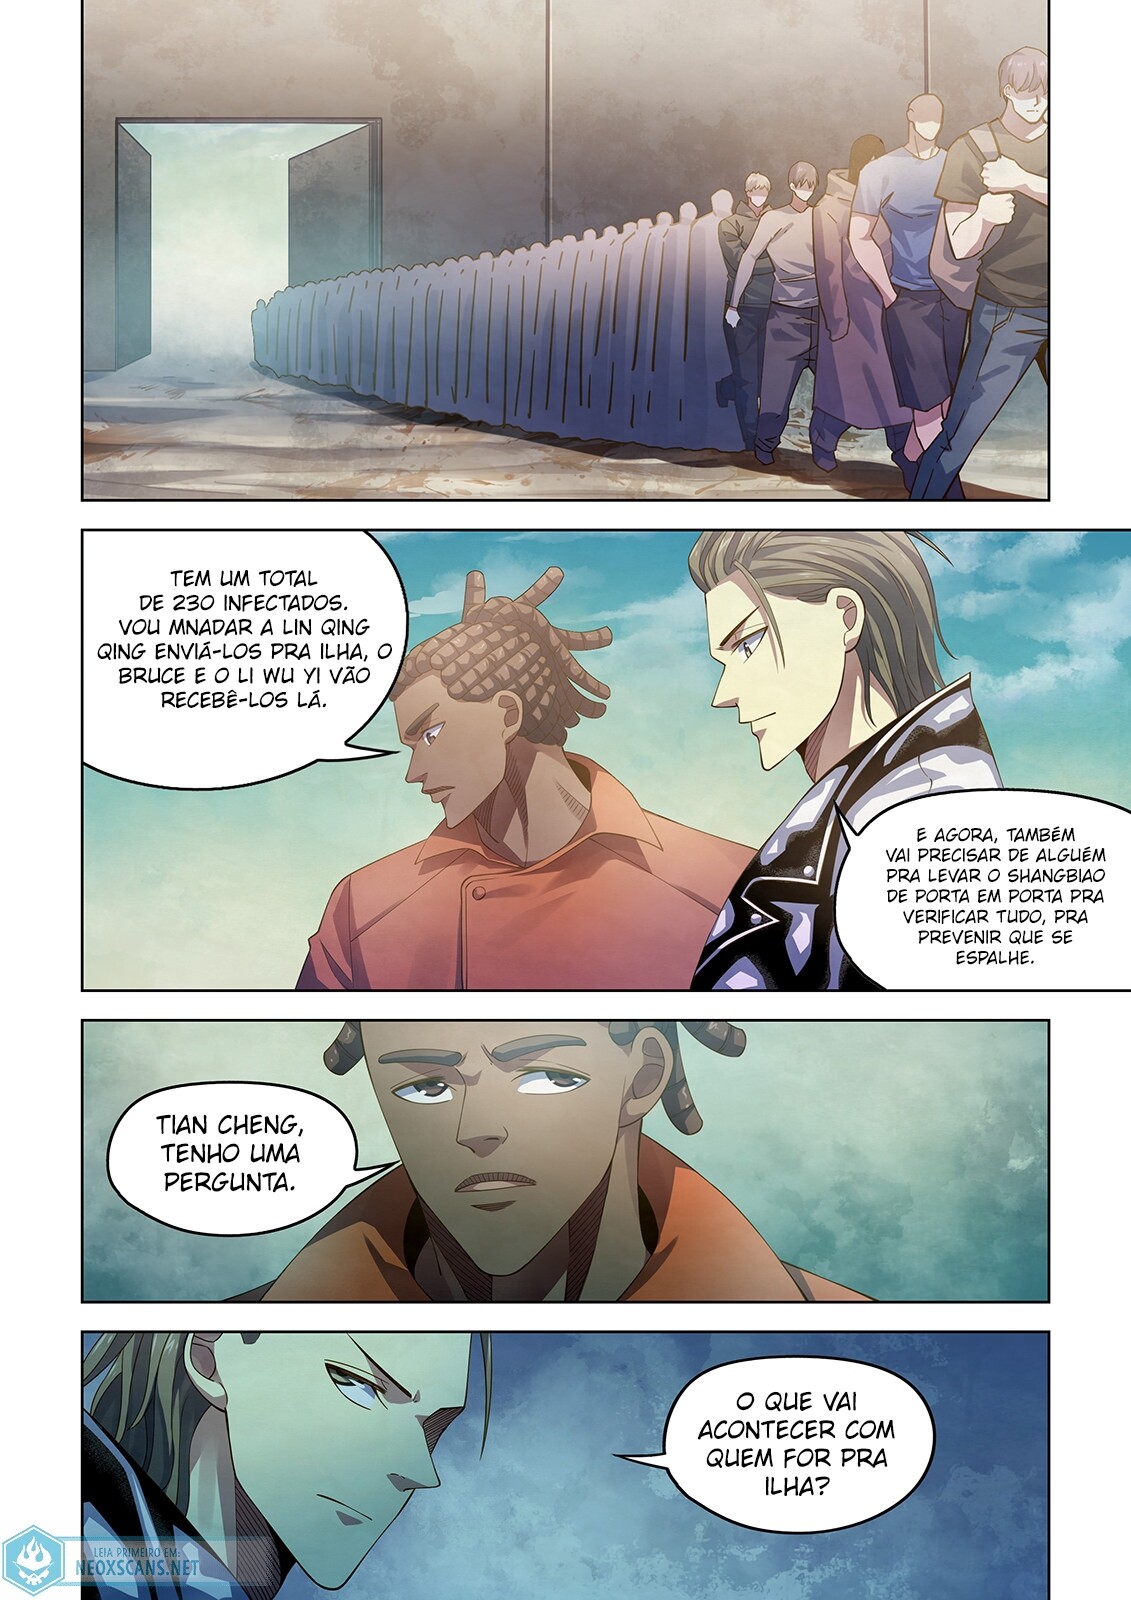 TEM UM TOTAL
DE 230 INFECTADOS.
VOU MNADAR A LIN QING
QING ENVIÁ-LOS PRA ILHA, O
BRUCE E O LI WU YI VÃO
RECEBÊ-LOS LÁ.
E AGORA, TAMBÉM
VAI PRECISAR DE ALGUÉM
PRA LEVAR O SHANGBIAO
DE PORTA EM PORTA PRA
VERIFICAR TUDO, PRA
PREVENIR QUE SE
ESPALHE.
TIAN CHENG,
TENHO UMA
PERGUNTA.
O QUE VAI
ACONTECER COM
QUEM FOR PRA
ILHA?
LEIA PRIMEIRO EM:
NEOXSCANS.NET